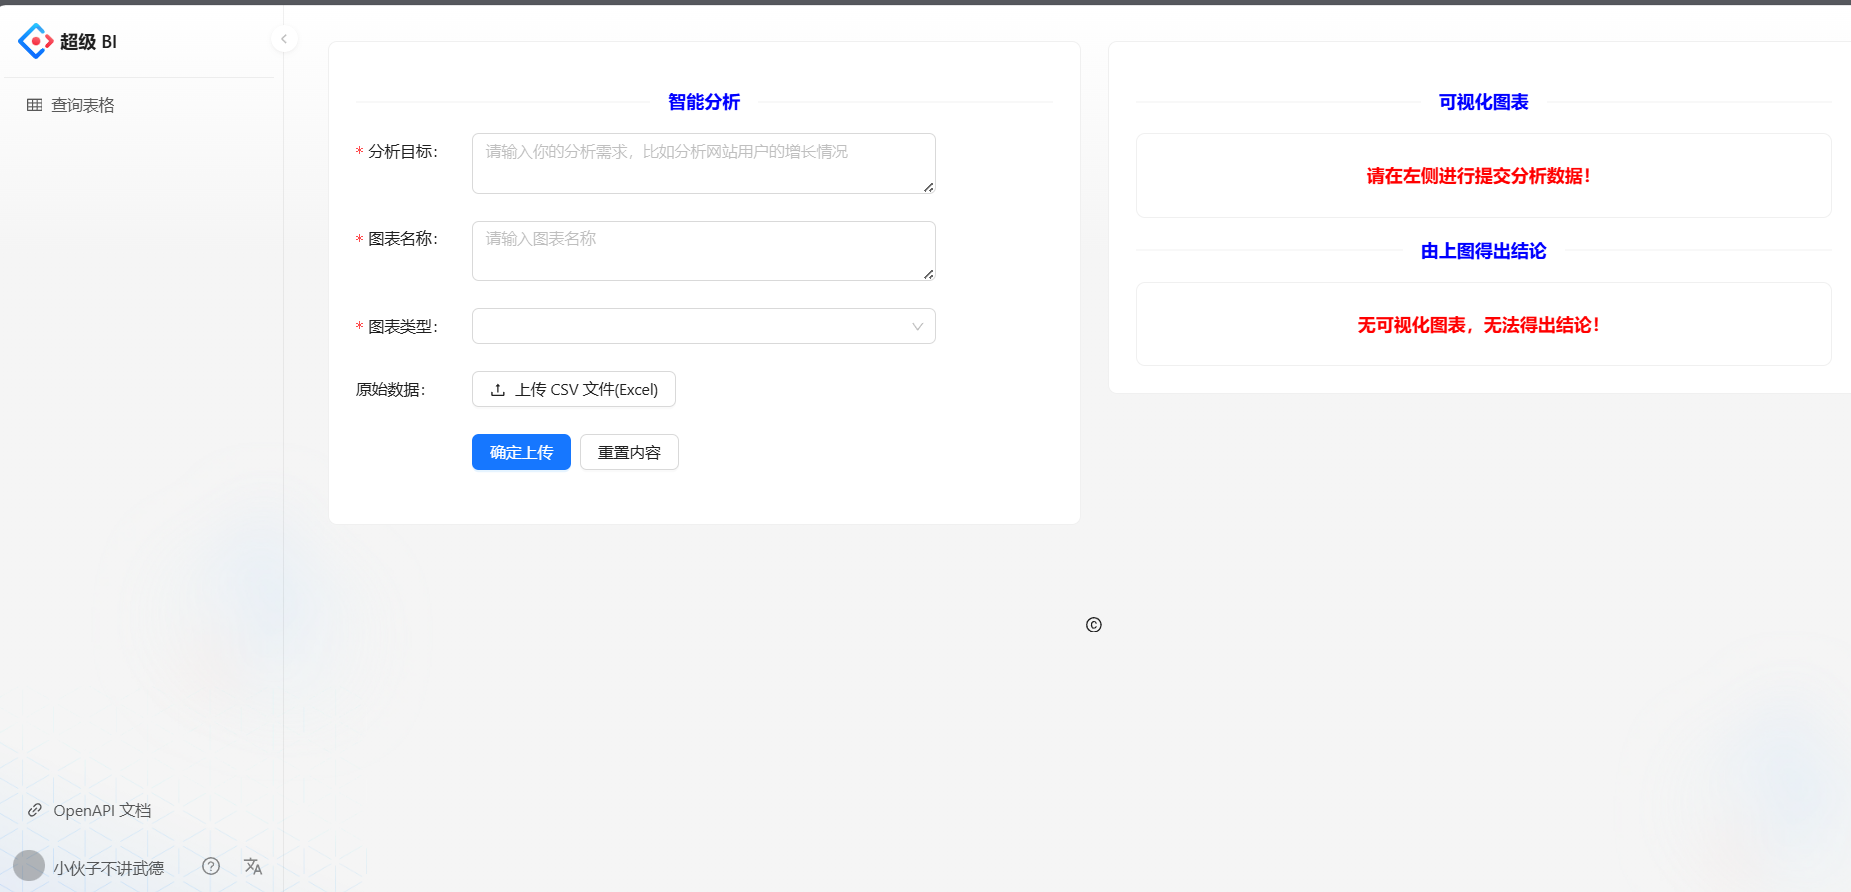 超级 BI
查询表格
智能分析
* 分析目标:
请输入你的分析需求，比如分析网站用户的增长情况
* 图表名称:
请输入图表名称
* 图表类型:
原始数据:
上传 CSV 文件(Excel)
确定上传
重置内容
可视化图表
请在左侧进行提交分析数据！
由上图得出结论
无可视化图表，无法得出结论！
©
OpenAPI 文档
小伙子不讲武德